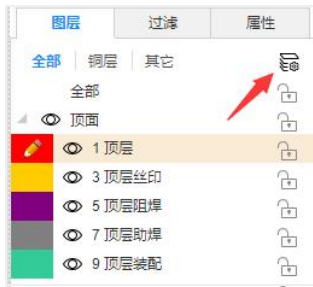 图层 过滤 属性
全部 铜层 其它
全部
顶面
1 顶层
3 顶层丝印
5 顶层阻焊
7 顶层助焊
9 顶层装配